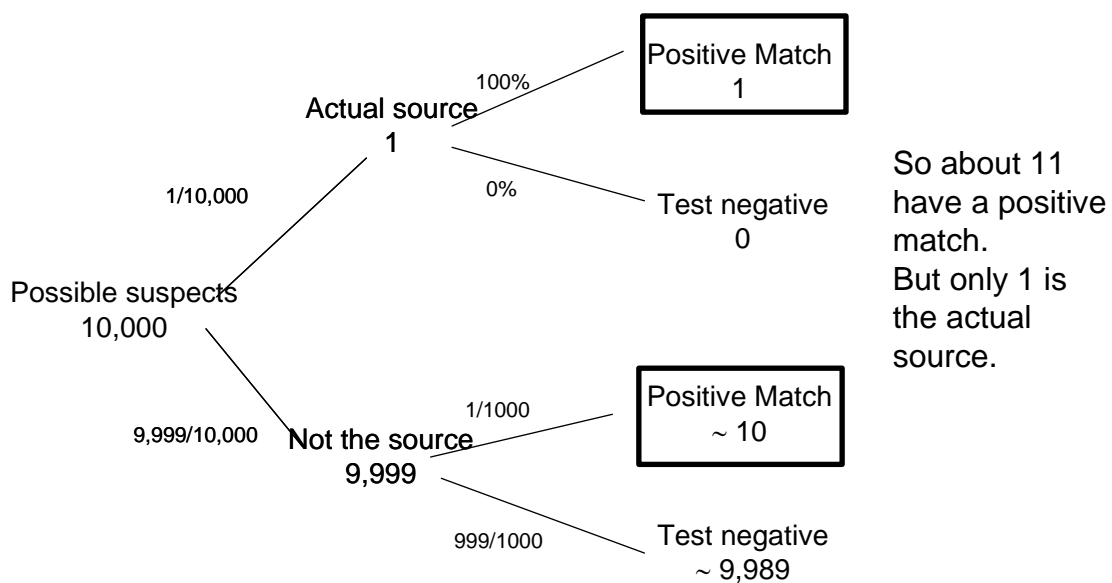 Positive Match
1
100%
Actual source
1
1/10,000
0%
Test negative
0
So about 11
have a positive
match.
But only 1 is
the actual
source.
Possible suspects
10,000
Positive Match
~ 10
1/1000
9,999/10,000
Not the source
9,999
999/1000
Test negative
~ 9,989